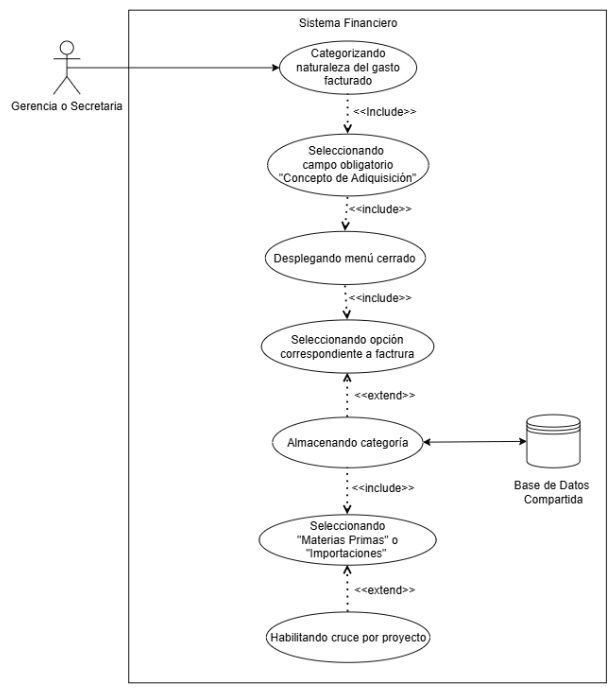 Sistema Financiero
Categorizando
naturaleza del gasto
facturado
Gerencia o Secretaria
<<Include>>
Seleccionando
campo obligatorio
"Concepto de Adiquisición"
<<include>>
Desplegando menú cerrado
<<include>>
Seleccionando opción
correspondiente a factrura
<<extend>>
Almacenando categoría
Base de Datos
Compartida
<<include>>
Seleccionando
"Materias Primas" o
"Importaciones"
<<extend>>
Habilitando cruce por proyecto